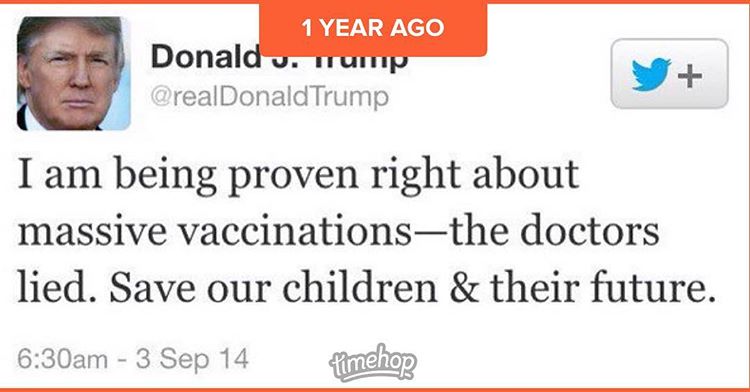 1 YEAR AGO
Donald J. Trump
@realDonaldTrump
I am being proven right about
massive vaccinations—the doctors
lied. Save our children & their future.
6:30am - 3 Sep 14
timehop